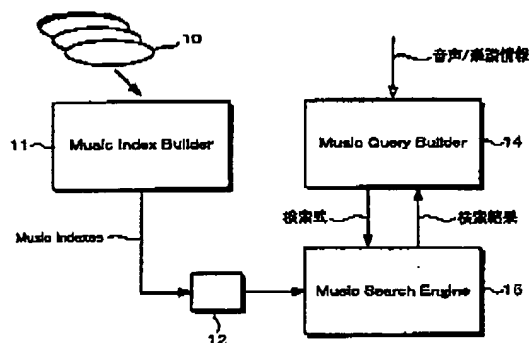 10
音声/楽譜情報
11
Music Index Builder
Music Query Builder
14
検索式
検索結果
Music Indexes
Music Search Engine
16
12